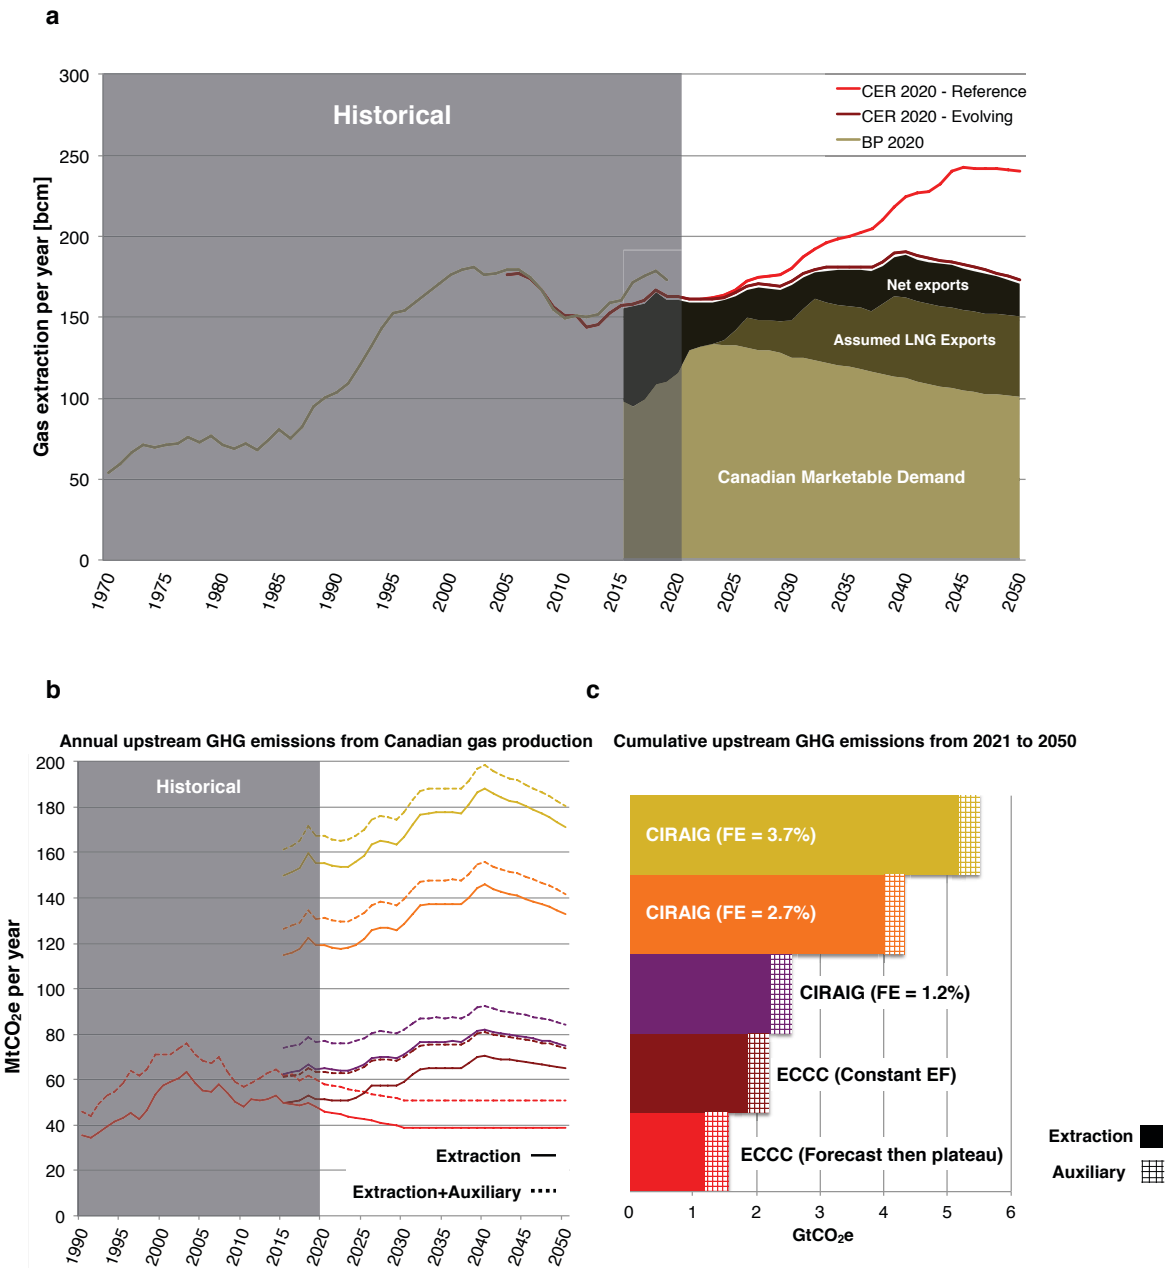 a
Gas extraction per year [bcm]
300
250
200
150
100
50
0
Historical
CER 2020 - Reference
CER 2020 - Evolving
BP 2020
Net exports
Assumed LNG Exports
Canadian Marketable Demand
1970 1975 1980 1985 1990 1995 2000 2005 2010 2015 2020 2025 2030 2035 2040 2045 2050
b
Annual upstream GHG emissions from Canadian gas production
MtCO₂e per year
200
180
160
140
120
100
80
60
40
20
0
Historical
Extraction
Extraction+Auxiliary
1990 1995 2000 2005 2010 2015 2020 2025 2030 2035 2040 2045 2050
c
Cumulative upstream GHG emissions from 2021 to 2050
CIRAIG (FE = 3.7%)
CIRAIG (FE = 2.7%)
CIRAIG (FE = 1.2%)
ECCC (Constant EF)
ECCC (Forecast then plateau)
0 1 2 3 4 5 6
GtCO₂e
Extraction
Auxiliary